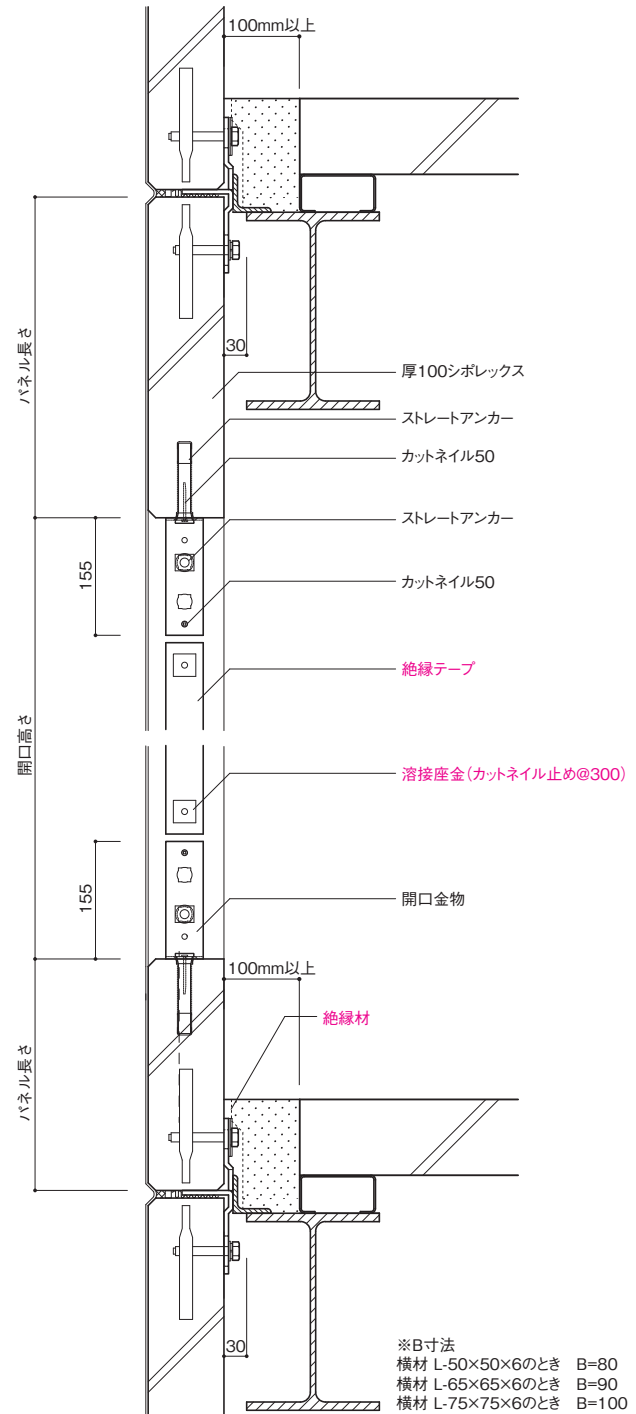 100mm以上
30
パネル長さ
厚100シポレックス
ストレートアンカー
カットネイル50
ストレートアンカー
155
カットネイル50
絶縁テープ
開口高さ
溶接座金(カットネイル止め@300)
155
開口金物
100mm以上
絶縁材
パネル長さ
30
※B寸法
横材 L-50×50×6のとき B=80
横材 L-65×65×6のとき B=90
横材 L-75×75×6のとき B=100